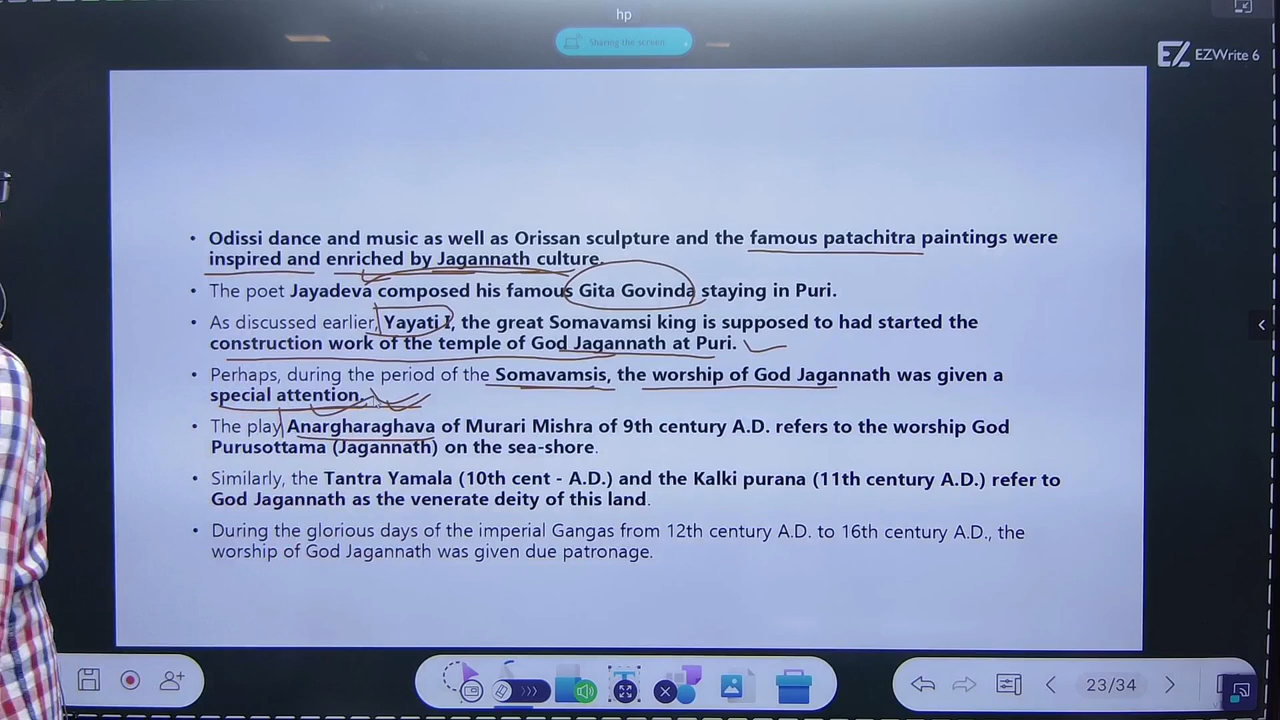 hp
Sharing the screen
EZWrite 6
• Odissi dance and music as well as Orissan sculpture and the famous patachitra paintings were
inspired and enriched by Jagannath culture.
• The poet Jayadeva composed his famous Gita Govinda staying in Puri.
• As discussed earlier, Yayati I, the great Somavamsi king is supposed to had started the
construction work of the temple of God Jagannath at Puri.
• Perhaps, during the period of the Somavamsis, the worship of God Jagannath was given a
special attention.
• The play Anargharaghava of Murari Mishra of 9th century A.D. refers to the worship God
Purusottama (Jagannath) on the sea-shore.
• Similarly, the Tantra Yamala (10th cent - A.D.) and the Kalki purana (11th century A.D.) refer to
God Jagannath as the venerate deity of this land.
• During the glorious days of the imperial Gangas from 12th century A.D. to 16th century A.D., the
worship of God Jagannath was given due patronage.
23/34